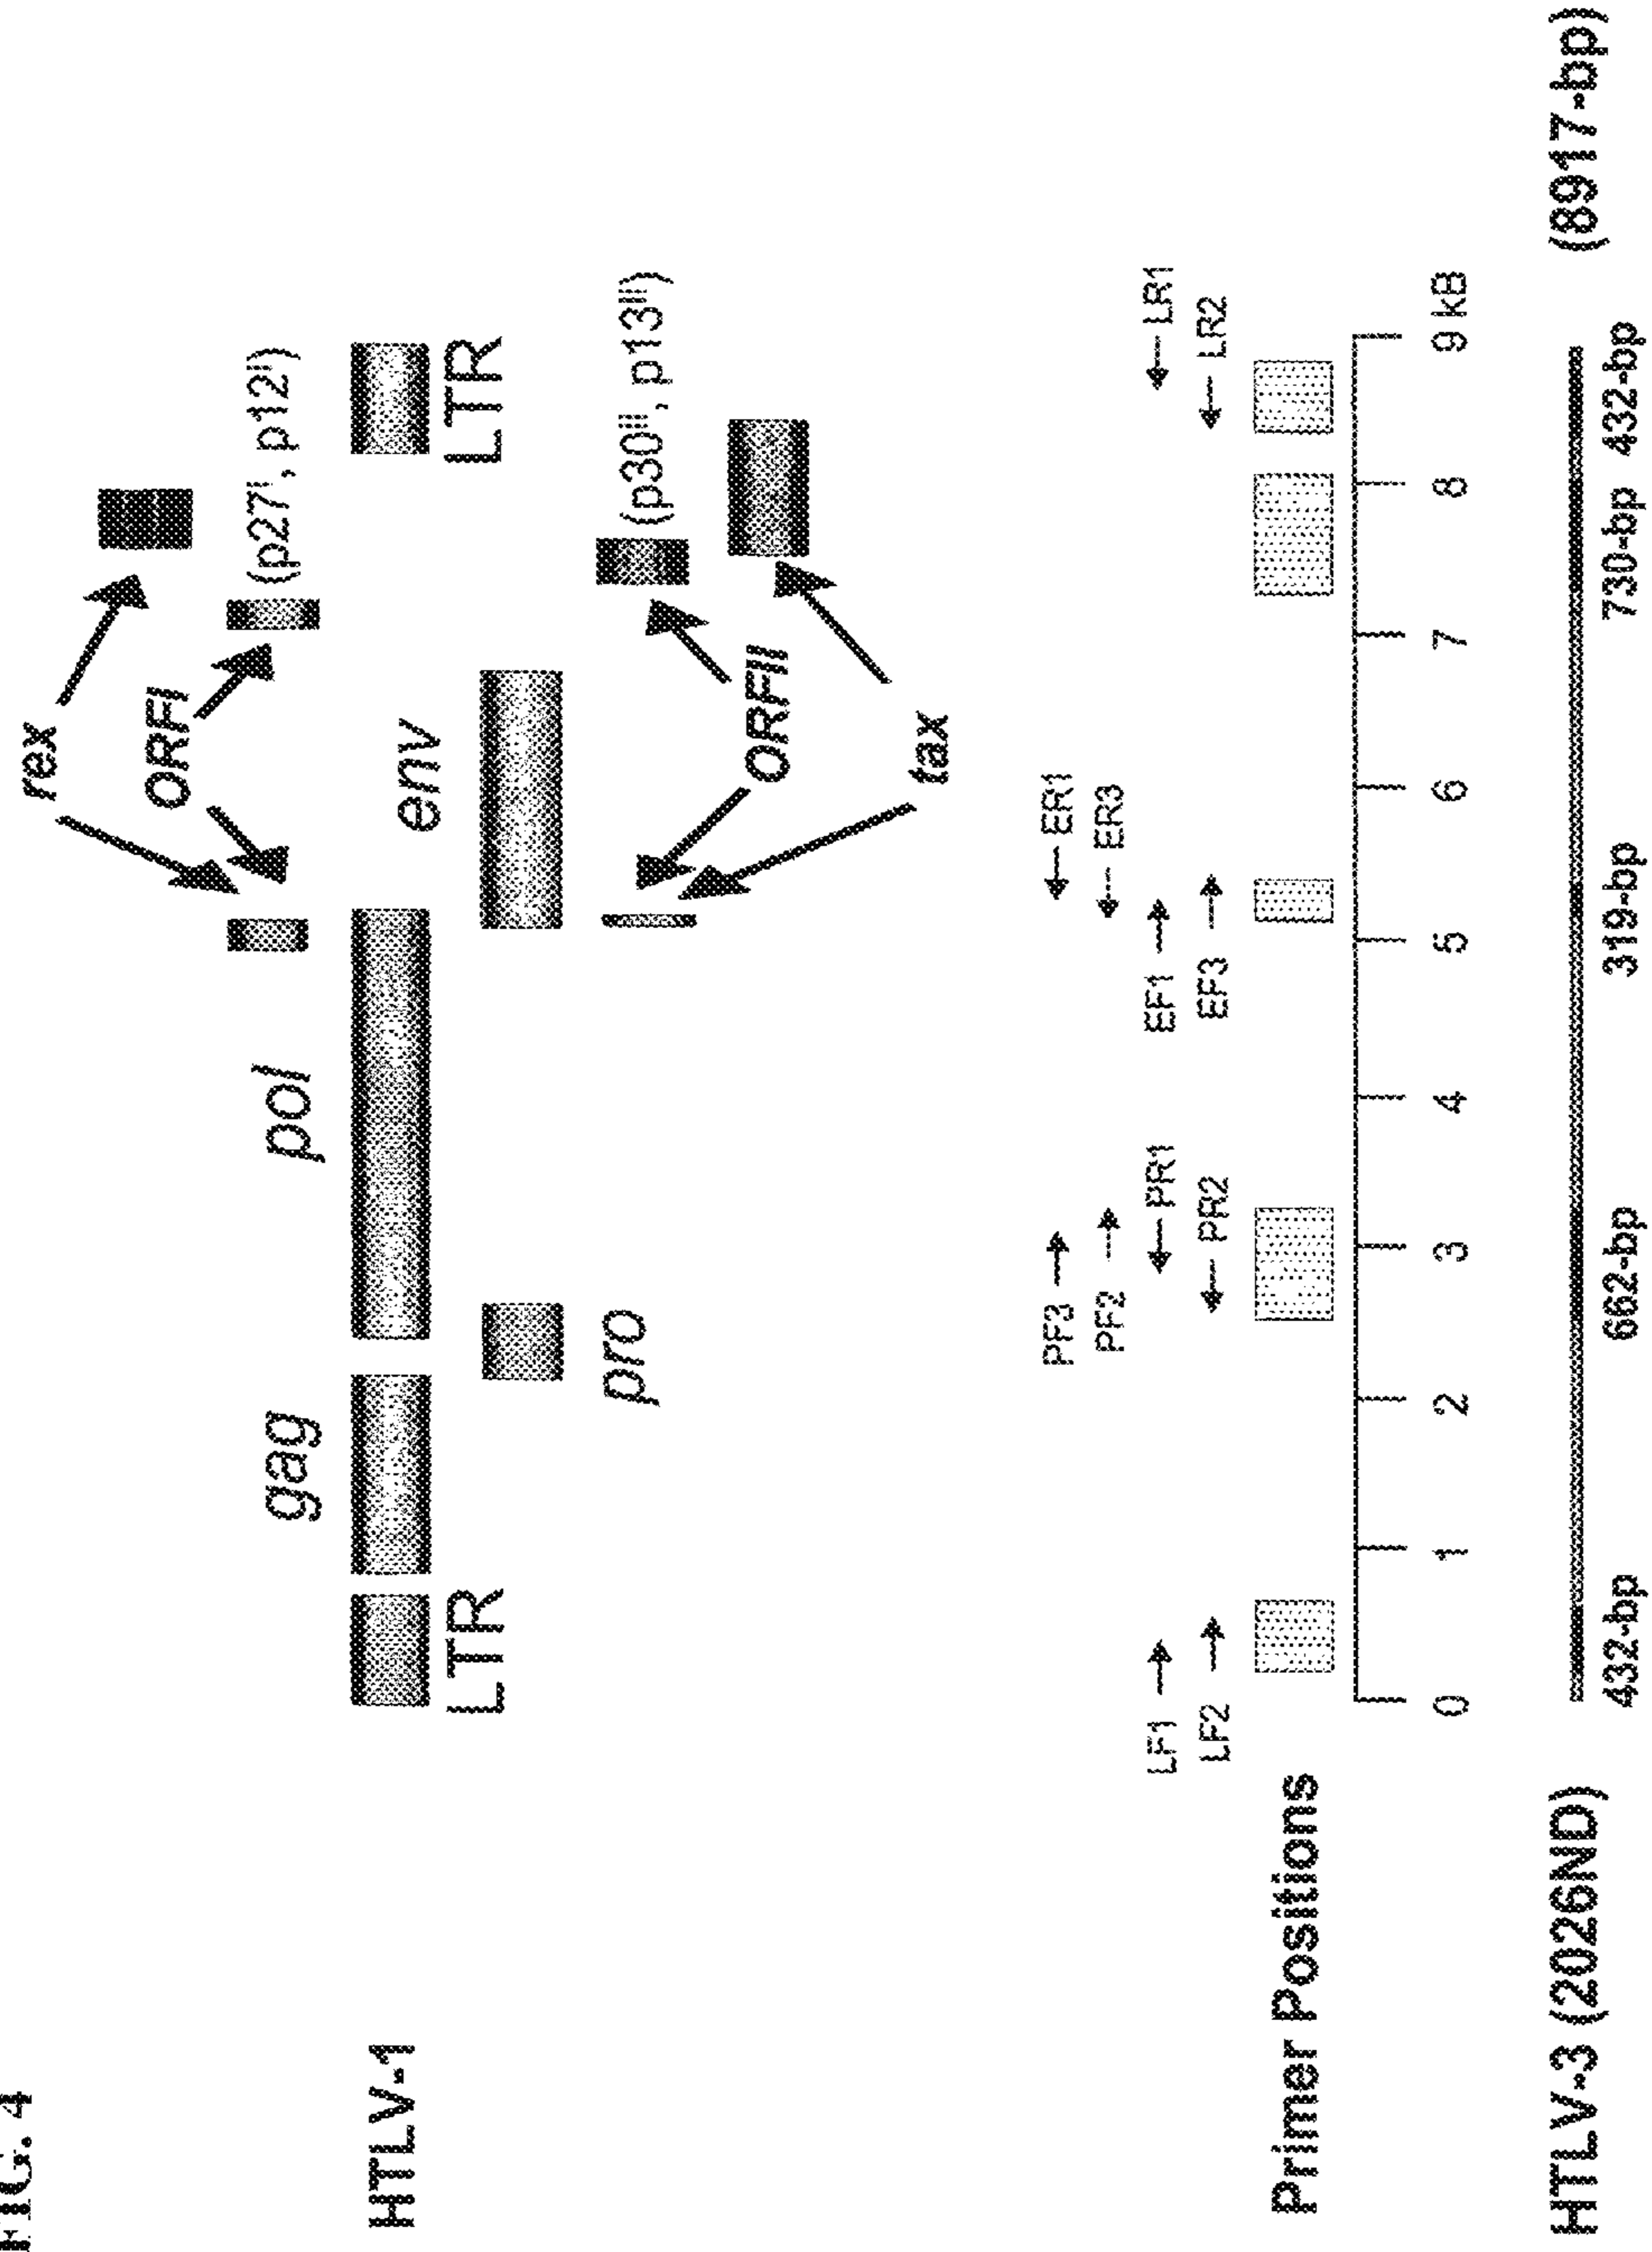 FIG. 4
rex
ORFI
(p27ᴵ, p12ᴵ)
HTLV-1
gag
pol
env
LTR
LTR
pro
(p30ᴵᴵ, p13ᴵᴵ)
ORFII
tax
PF3
ER1
PF2
ER3
LF1
PR1
EF1
LR1
LF2
PR2
EF3
LR2
Primer Positions
0 1 2 3 4 5 6 7 8 9 kB
HTLV-3 (2026ND)
(8917-bp)
432-bp 662-bp 319-bp 730-bp 432-bp